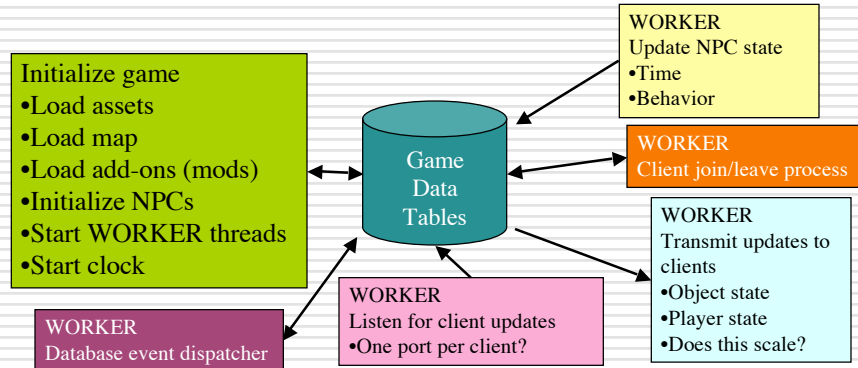 Initialize game
•Load assets
•Load map
•Load add-ons (mods)
•Initialize NPCs
•Start WORKER threads
•Start clock
Game
Data
Tables
WORKER
Update NPC state
•Time
•Behavior
WORKER
Client join/leave process
WORKER
Transmit updates to
clients
•Object state
•Player state
•Does this scale?
WORKER
Listen for client updates
•One port per client?
WORKER
Database event dispatcher